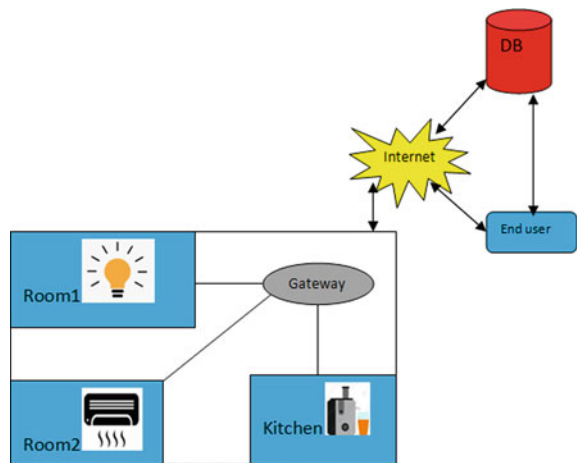 DB
Internet
End user
Room1
Gateway
Room2
Kitchen